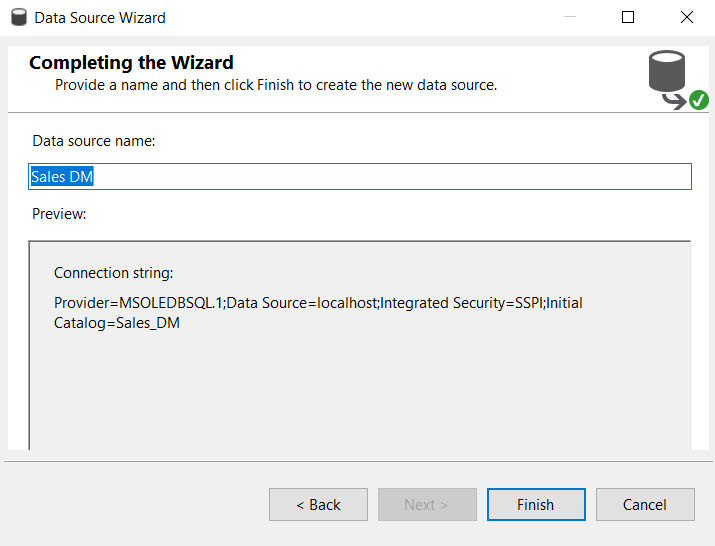 Data Source Wizard
Completing the Wizard
Provide a name and then click Finish to create the new data source.
Data source name:
Sales DM
Preview:
Connection string:
Provider=MSOLEDBSQL.1;Data Source=localhost;Integrated Security=SSPI;Initial
Catalog=Sales_DM
< Back Next > Finish Cancel